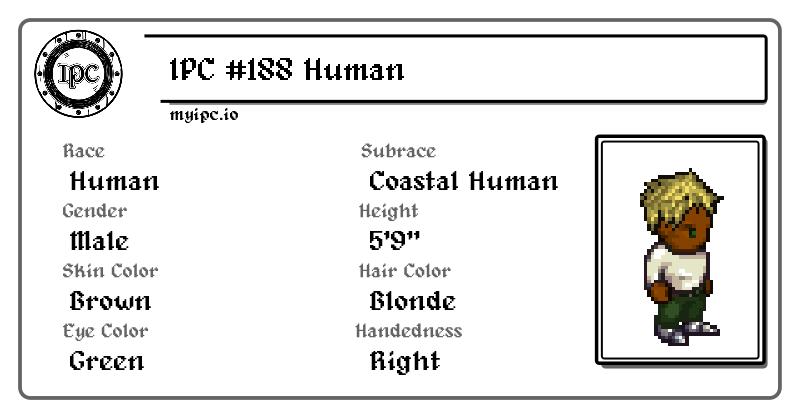 IPC
IPC #188 Human
myipc.io
Race
Human
Subrace
Coastal Human
Gender
Male
Height
5'9"
Skin Color
Brown
Hair Color
Blonde
Eye Color
Green
Handedness
Right